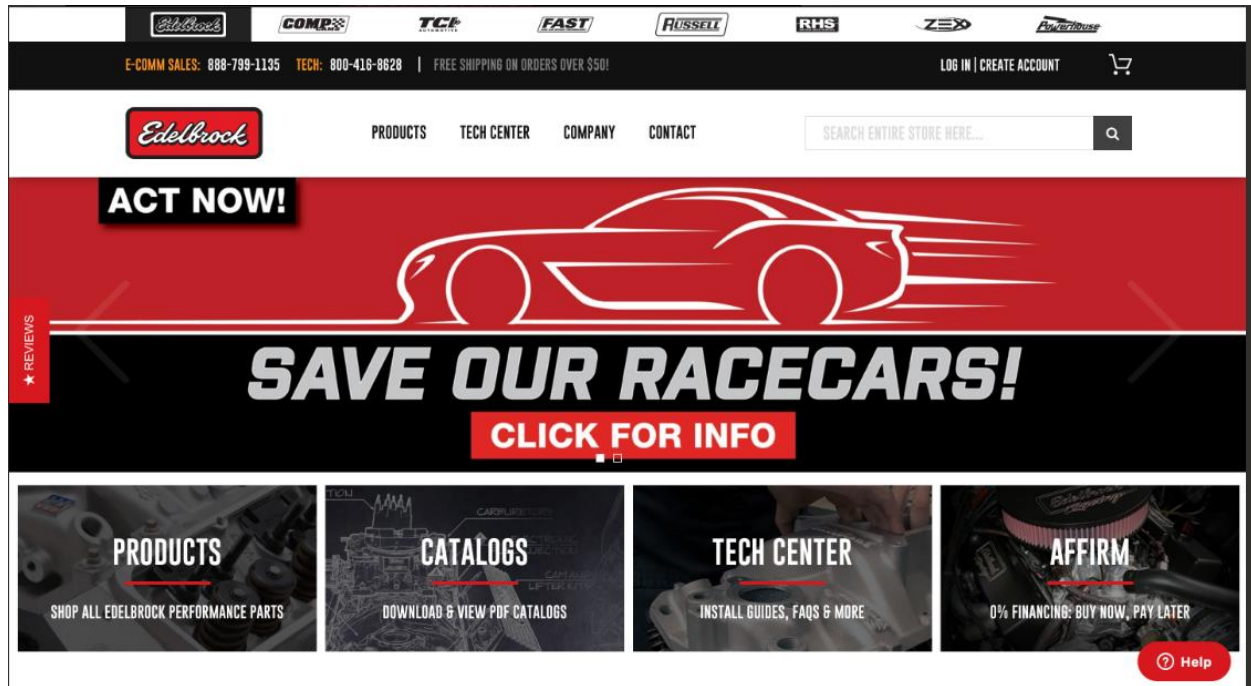 Edelbrock
COMP CAMS
TCI AUTOMOTIVE
FAST
RUSSELL
RHS
ZEX
Powerhouse
E-COMM SALES: 888-799-1135 TECH: 800-416-8628 | FREE SHIPPING ON ORDERS OVER $50!
LOG IN | CREATE ACCOUNT
Edelbrock
PRODUCTS TECH CENTER COMPANY CONTACT
SEARCH ENTIRE STORE HERE...
ACT NOW!
★ REVIEWS
SAVE OUR RACECARS!
CLICK FOR INFO
PRODUCTS
SHOP ALL EDELBROCK PERFORMANCE PARTS
CATALOGS
DOWNLOAD & VIEW PDF CATALOGS
TECH CENTER
INSTALL GUIDES, FAQS & MORE
AFFIRM
0% FINANCING: BUY NOW, PAY LATER
? Help